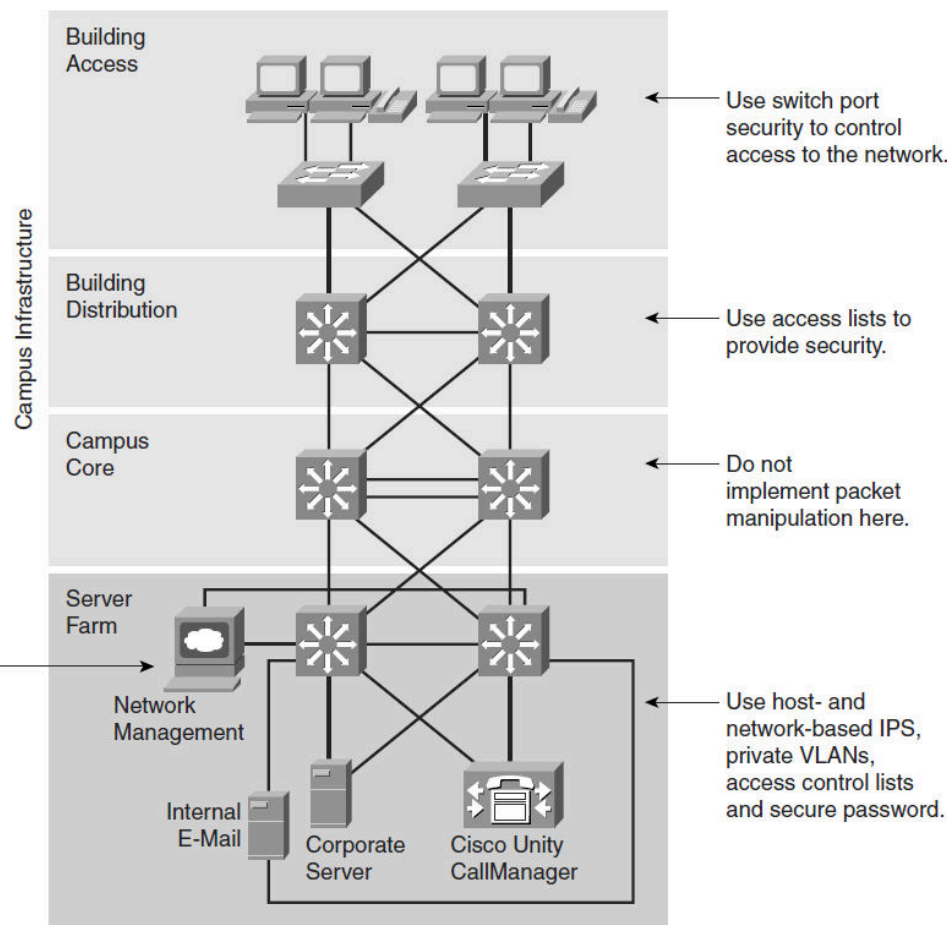 Building
Access
Use switch port
security to control
access to the network.
Campus Infrastructure
Building
Distribution
Use access lists to
provide security.
Campus
Core
Do not
implement packet
manipulation here.
Server
Farm
Network
Management
Use host- and
network-based IPS,
private VLANs,
access control lists
and secure password.
Internal
E-Mail
Corporate
Server
Cisco Unity
CallManager